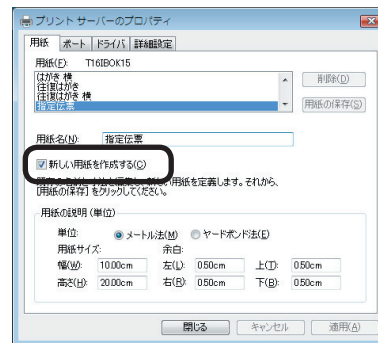 プリント サーバーのプロパティ
用紙 ポート ドライバ 詳細設定
用紙(F): T16IBOK15
はがき 横
往復はがき
往復はがき 横
指定伝票
削除(D)
用紙の保存(S)
用紙名(N): 指定伝票
新しい用紙を作成する(C)
新しい用紙を定義します。それから、
[用紙の保存] をクリックしてください。
用紙の説明 (単位)
単位: メートル法(M) ヤードポンド法(E)
用紙サイズ: 余白:
幅(W): 10.00cm 左(L): 0.50cm 上(T): 0.50cm
高さ(H): 20.00cm 右(R): 0.50cm 下(B): 0.50cm
閉じる キャンセル 適用(A)